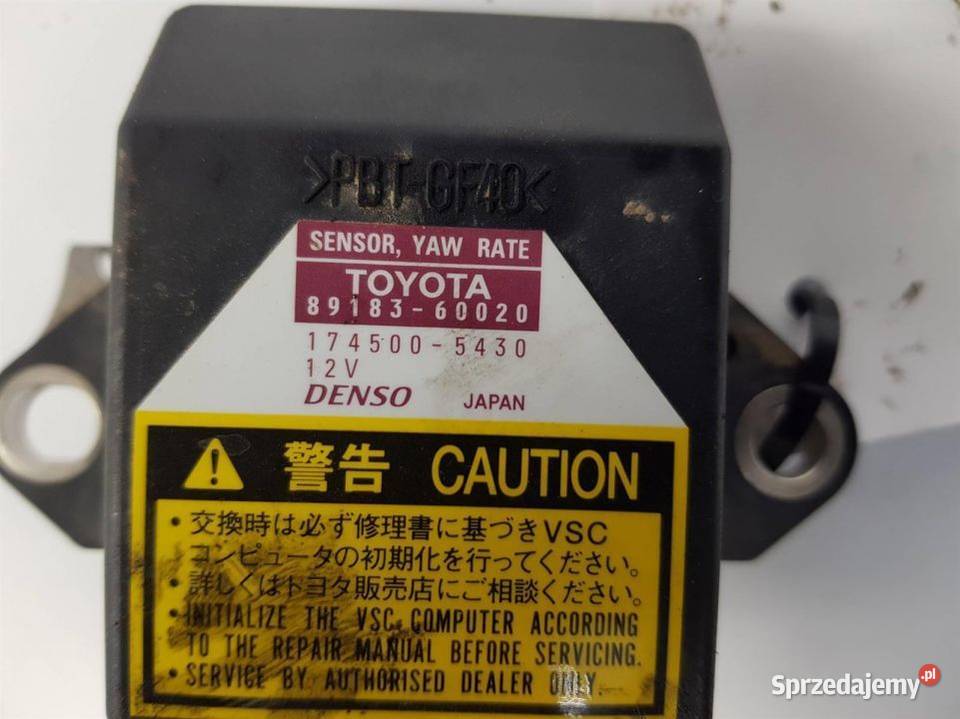 >PBT-GF40<
SENSOR, YAW RATE
TOYOTA
89183-60020
174500-5430
12V
DENSO JAPAN
警告 CAUTION
・交換時は必ず修理書に基づきVSC
コンピュータの初期化を行ってください。
・詳しくはトヨタ販売店にご相談ください。
・INITIALIZE THE VSC COMPUTER ACCORDING
TO THE REPAIR MANUAL BEFORE SERVICING.
・SERVICE BY AUTHORISED DEALER ONLY.
Sprzedajemy.pl